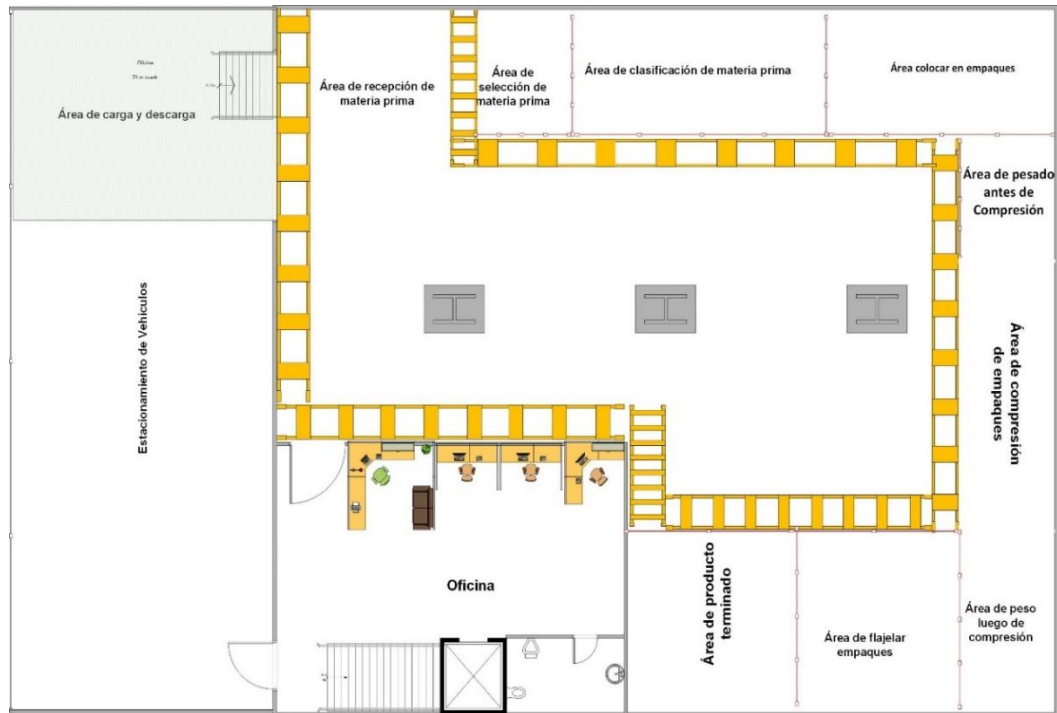 Oficina
Área de carga y descarga
Área de recepción de
materia prima
Área de
selección de
materia prima
Área de clasificación de materia prima
Área colocar en empaques
Área de pesado
antes de
Compresión
Estacionamiento de Vehiculos
Área de compresión
de empaques
Oficina
Área de producto
terminado
Área de flajelar
empaques
Área de peso
luego de
compresión